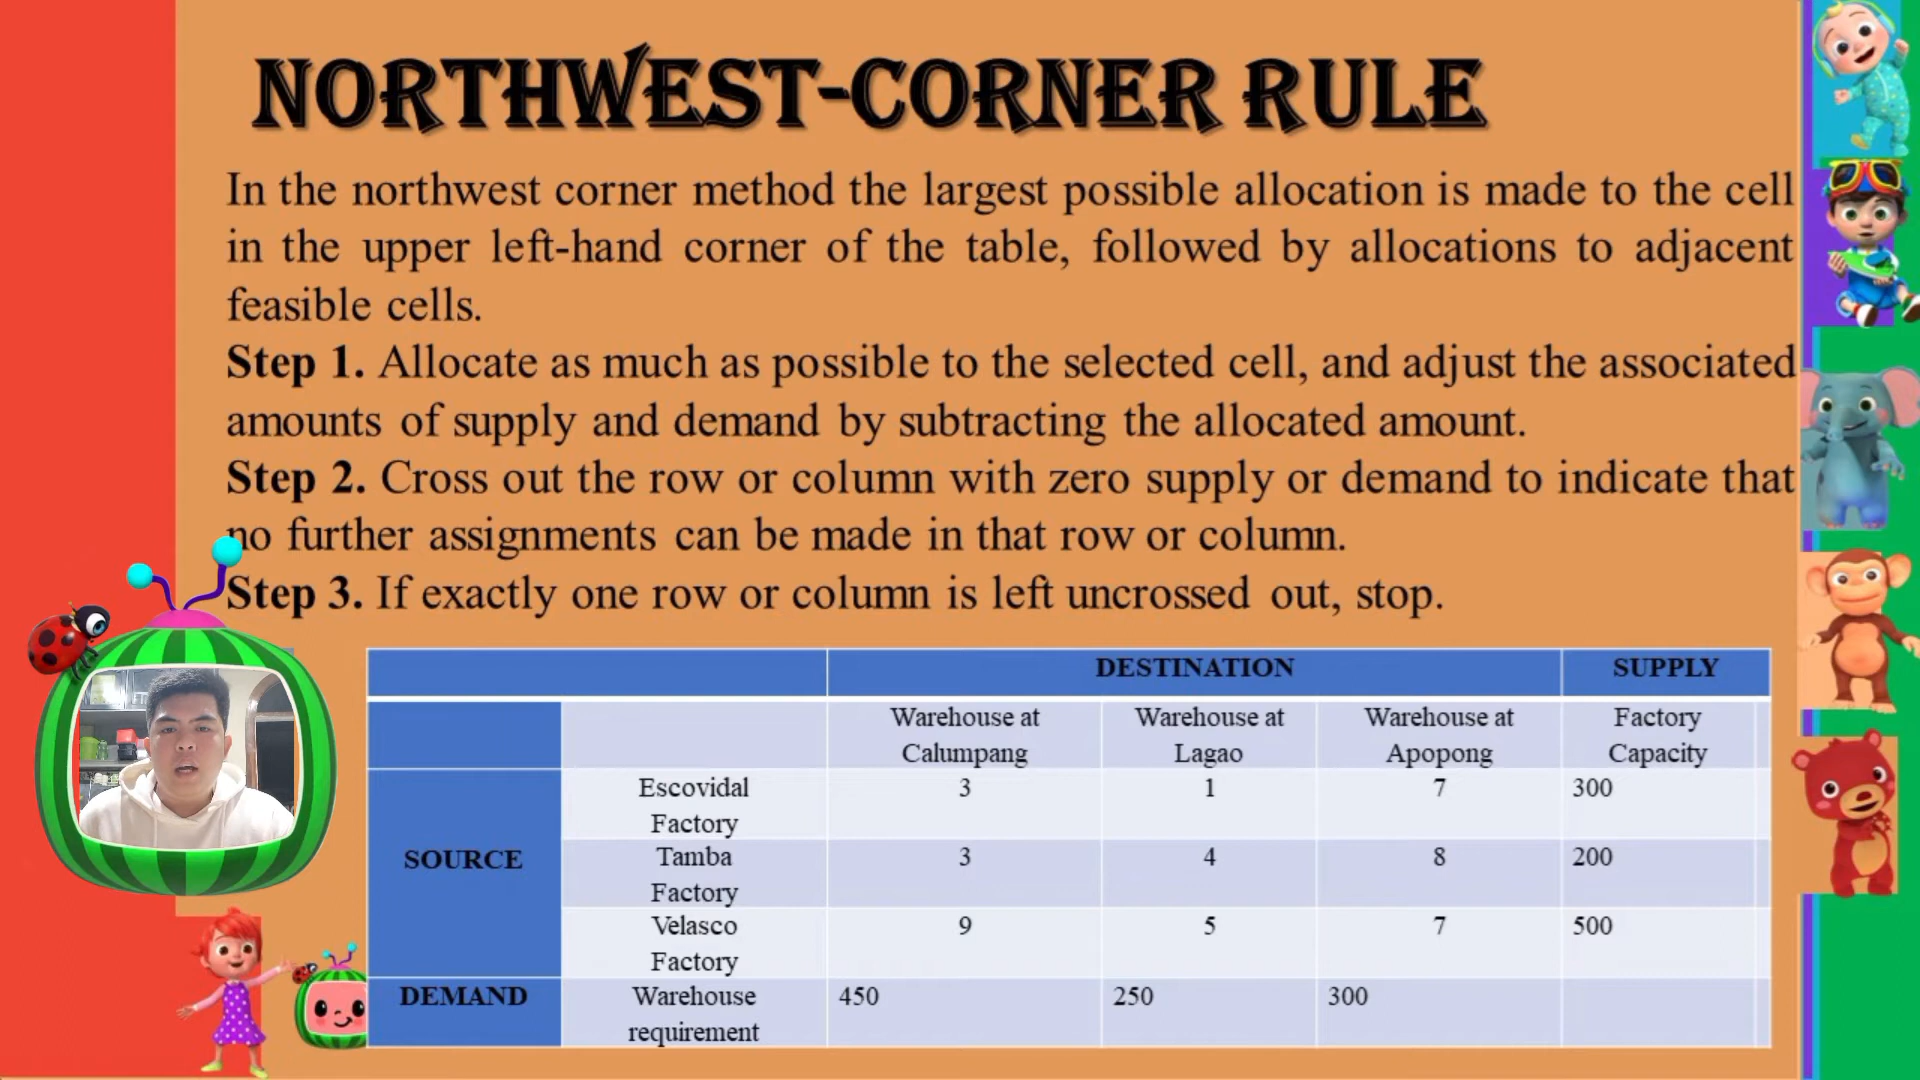 NORTHWEST-CORNER RULE
In the northwest corner method the largest possible allocation is made to the cell
in the upper left-hand corner of the table, followed by allocations to adjacent
feasible cells.
Step 1. Allocate as much as possible to the selected cell, and adjust the associated
amounts of supply and demand by subtracting the allocated amount.
Step 2. Cross out the row or column with zero supply or demand to indicate that
no further assignments can be made in that row or column.
Step 3. If exactly one row or column is left uncrossed out, stop.
DESTINATION SUPPLY
Warehouse at Calumpang Warehouse at Lagao Warehouse at Apopong Factory Capacity
SOURCE
Escovidal Factory 3 1 7 300
Tamba Factory 3 4 8 200
Velasco Factory 9 5 7 500
DEMAND Warehouse requirement 450 250 300